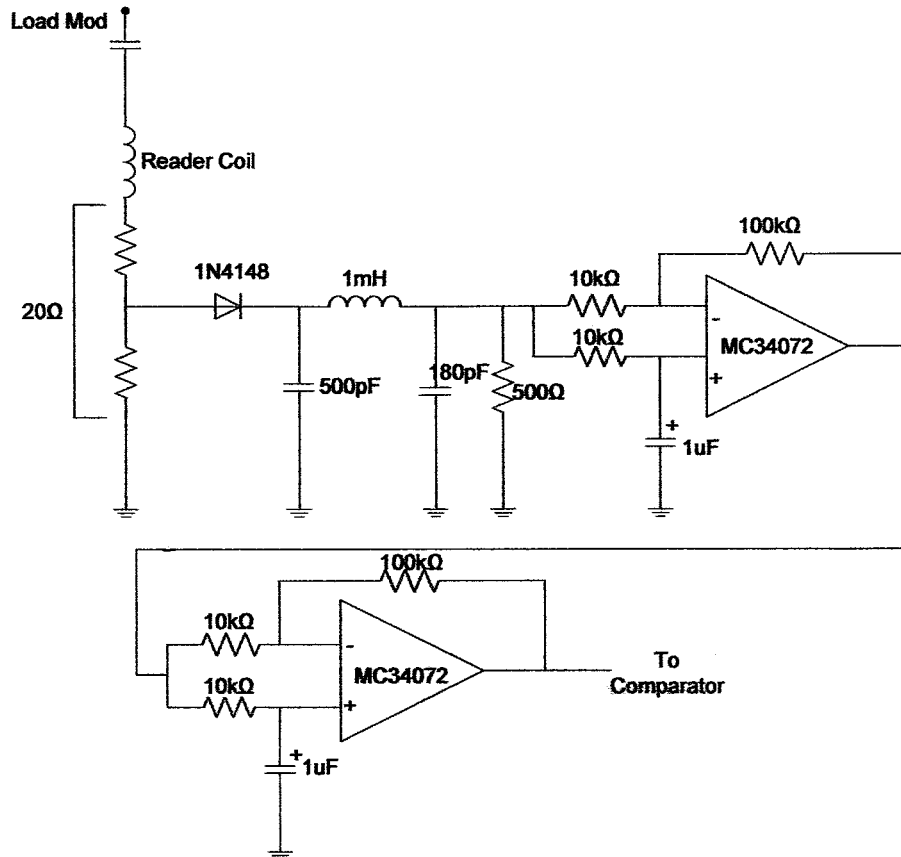 Load Mod
Reader Coil
20Ω
1N4148
1mH
500pF
180pF
500Ω
10kΩ
10kΩ
100kΩ
-
MC34072
+
+
1uF
100kΩ
10kΩ
10kΩ
-
MC34072
+
+
1uF
To
Comparator